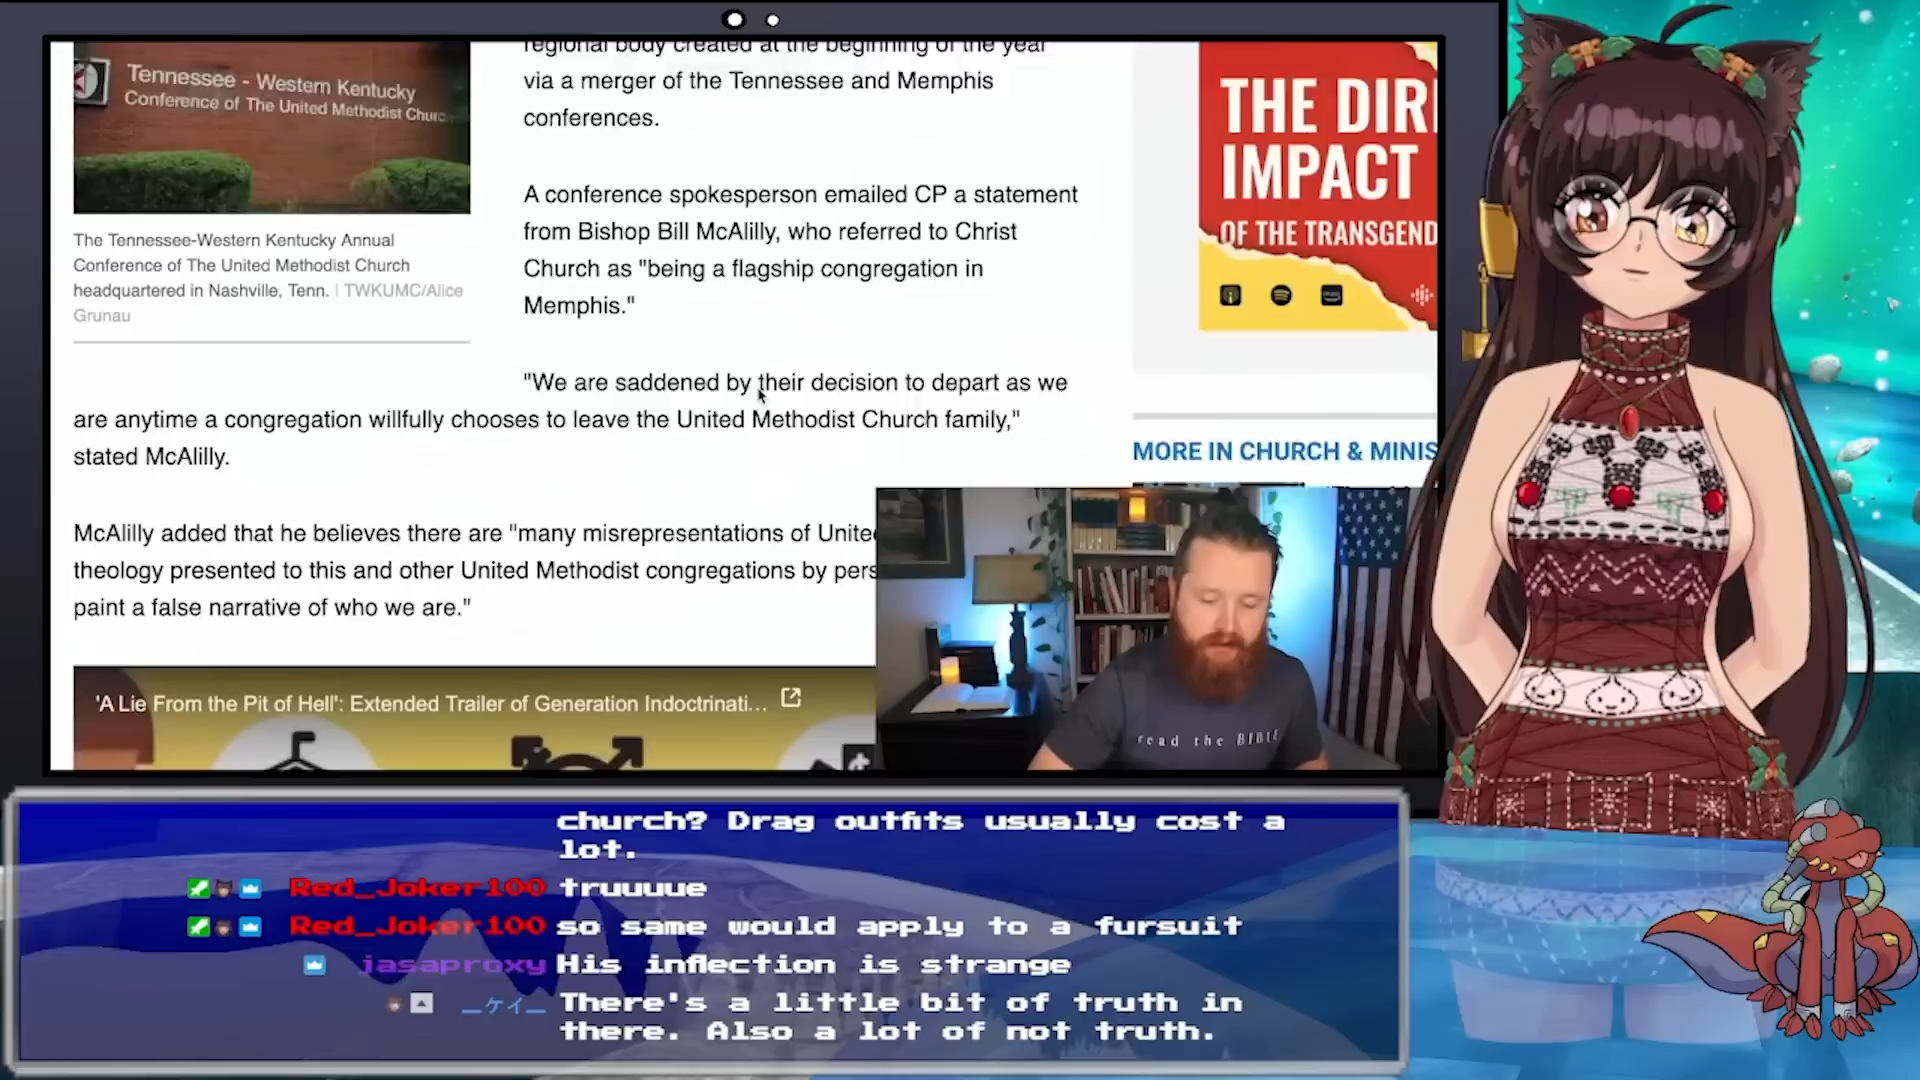 Tennessee - Western Kentucky
Conference of The United Methodist Churc
The Tennessee-Western Kentucky Annual
Conference of The United Methodist Church
headquartered in Nashville, Tenn. | TWKUMC/Alice
Grunau
regional body created at the beginning of the year
via a merger of the Tennessee and Memphis
conferences.
A conference spokesperson emailed CP a statement
from Bishop Bill McAlilly, who referred to Christ
Church as "being a flagship congregation in
Memphis."
"We are saddened by their decision to depart as we
are anytime a congregation willfully chooses to leave the United Methodist Church family,"
stated McAlilly.
McAlilly added that he believes there are "many misrepresentations of Unite
theology presented to this and other United Methodist congregations by pers
paint a false narrative of who we are."
'A Lie From the Pit of Hell': Extended Trailer of Generation Indoctrinati...
THE DIR
IMPACT
OF THE TRANSGEND
MORE IN CHURCH & MINIS
read the BIBLE
church? Drag outfits usually cost a
lot.
Red_Joker100 truuuue
Red_Joker100 so same would apply to a fursuit
jasaproxy His inflection is strange
__ケイ__ There's a little bit of truth in
there. Also a lot of not truth.